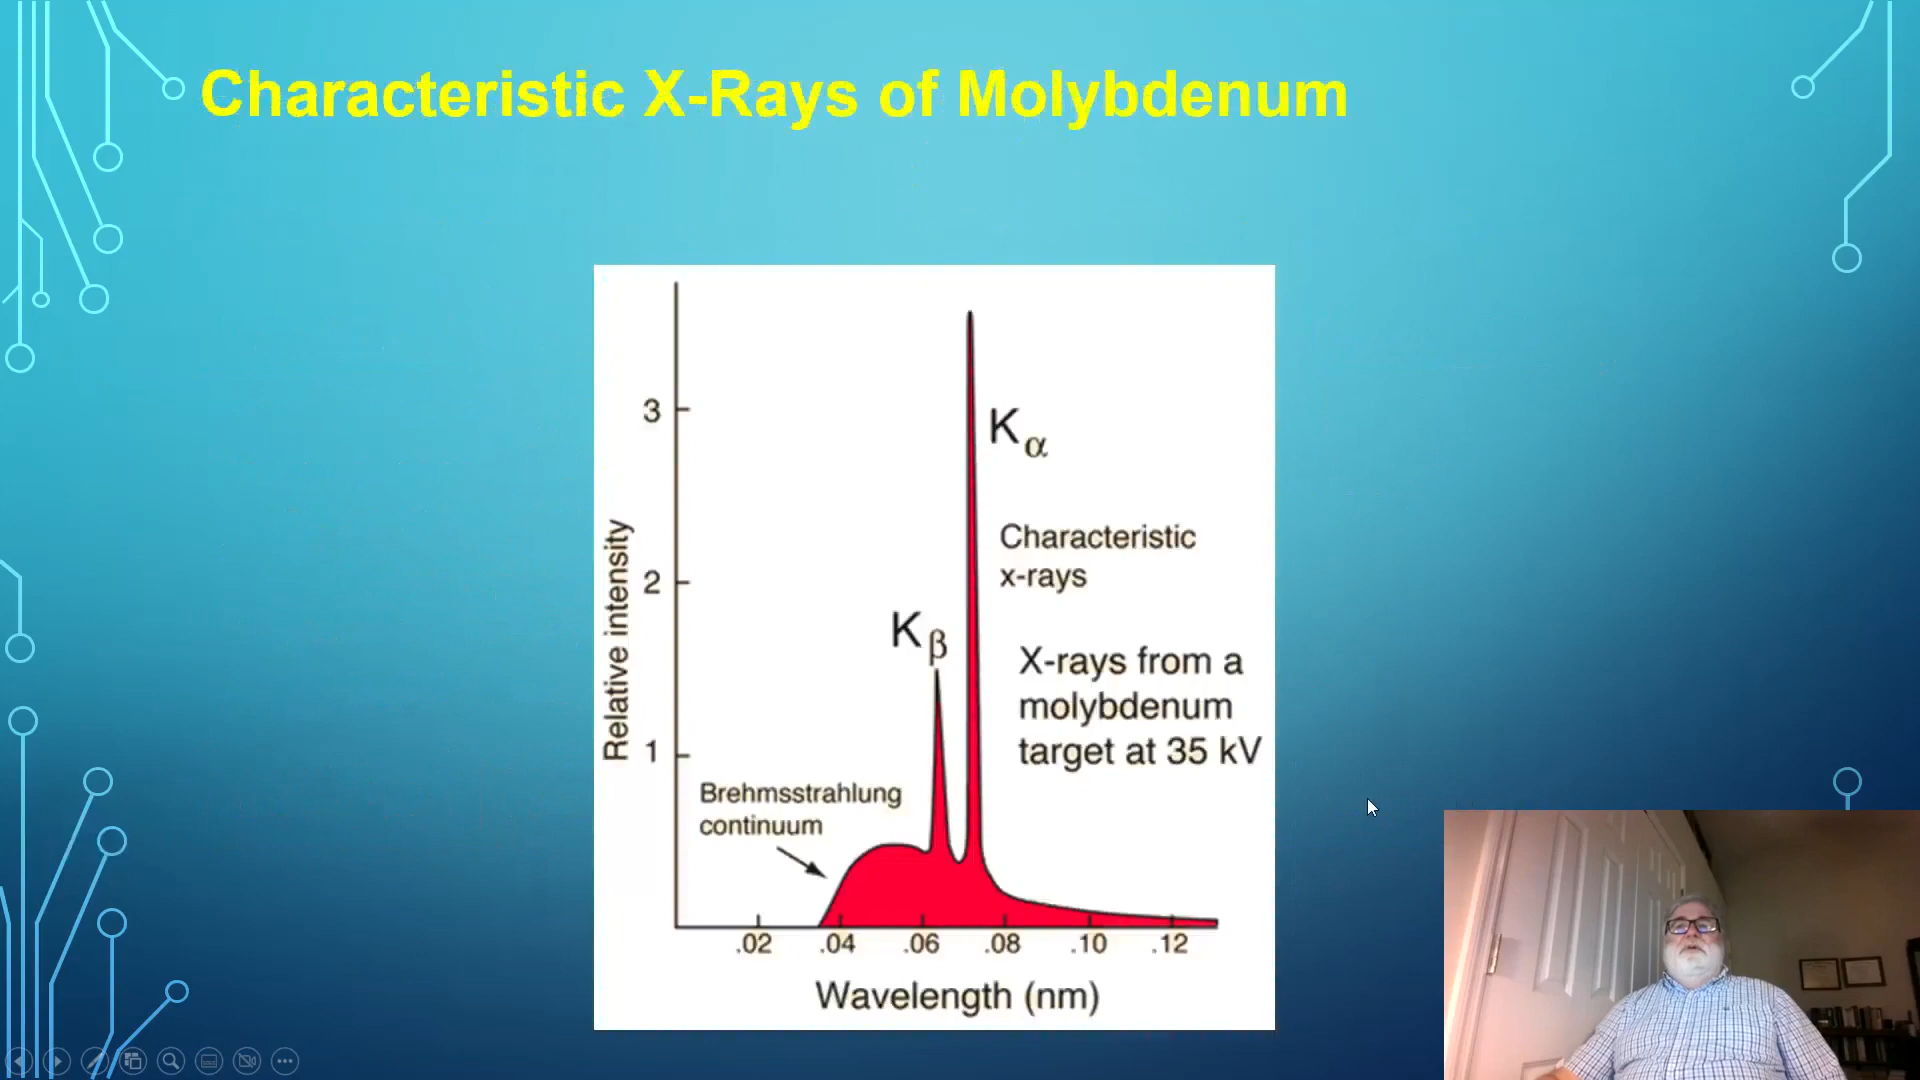 Characteristic X-Rays of Molybdenum
3
2
1
Relative intensity
Kα
Characteristic
x-rays
Kβ
X-rays from a
molybdenum
target at 35 kV
Brehmsstrahlung
continuum
.02 .04 .06 .08 .10 .12
Wavelength (nm)